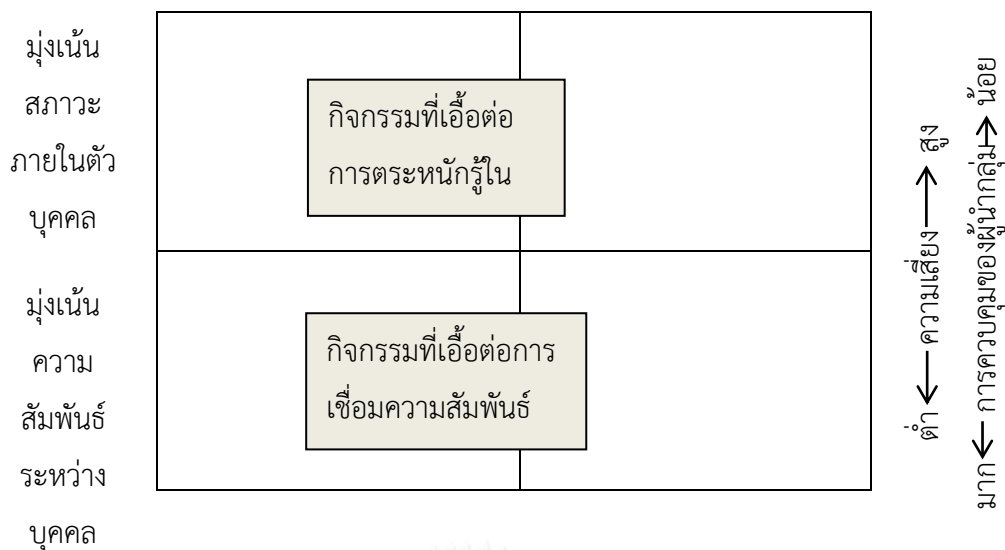 มุ่งเน้น
สภาวะ
ภายในตัว
บุคคล
กิจกรรมที่เอื้อต่อ
การตระหนักรู้ใน
มุ่งเน้น
ความ
สัมพันธ์
ระหว่าง
บุคคล
กิจกรรมที่เอื้อต่อการ
เชื่อมความสัมพันธ์
ต่ำ ความเสี่ยง สูง
มาก การควบคุมของผู้นำกลุ่ม น้อย